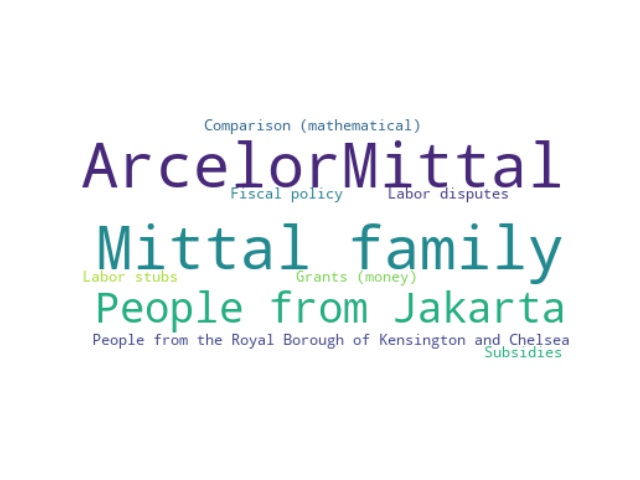 Comparison (mathematical)
ArcelorMittal
Fiscal policy
Labor disputes
Mittal family
Labor stubs
Grants (money)
People from Jakarta
People from the Royal Borough of Kensington and Chelsea
Subsidies